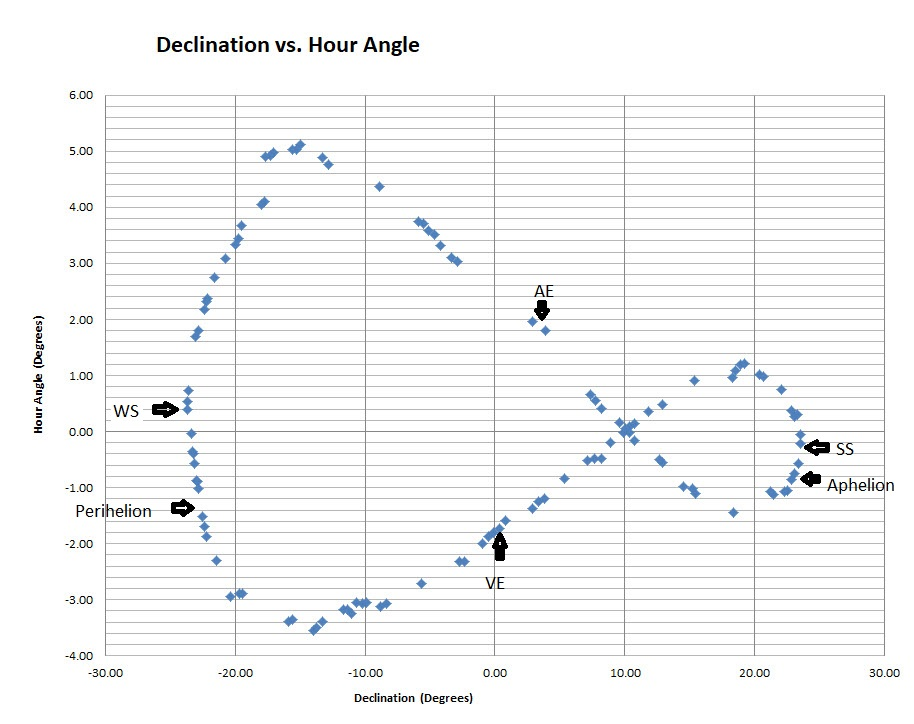 Declination vs. Hour Angle
6.00
5.00
4.00
3.00
2.00
1.00
0.00
-1.00
-2.00
-3.00
-4.00
Hour Angle (Degrees)
AE
WS
SS
Aphelion
Perihelion
VE
-30.00 -20.00 -10.00 0.00 10.00 20.00 30.00
Declination (Degrees)